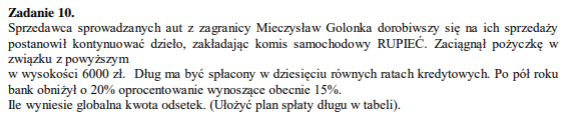 Zadanie 10.
Sprzedawca sprowadzanych aut z zagranicy Mieczysław Golonka dorobiwszy się na ich sprzedaży
postanowił kontynuować dzieło, zakładając komis samochodowy RUPIEĆ. Zaciągnął pożyczkę w
związku z powyższym
w wysokości 6000 zł. Dług ma być spłacony w dziesięciu równych ratach kredytowych. Po pół roku
bank obniżył o 20% oprocentowanie wynoszące obecnie 15%.
Ile wyniesie globalna kwota odsetek. (Ułożyć plan spłaty długu w tabeli).